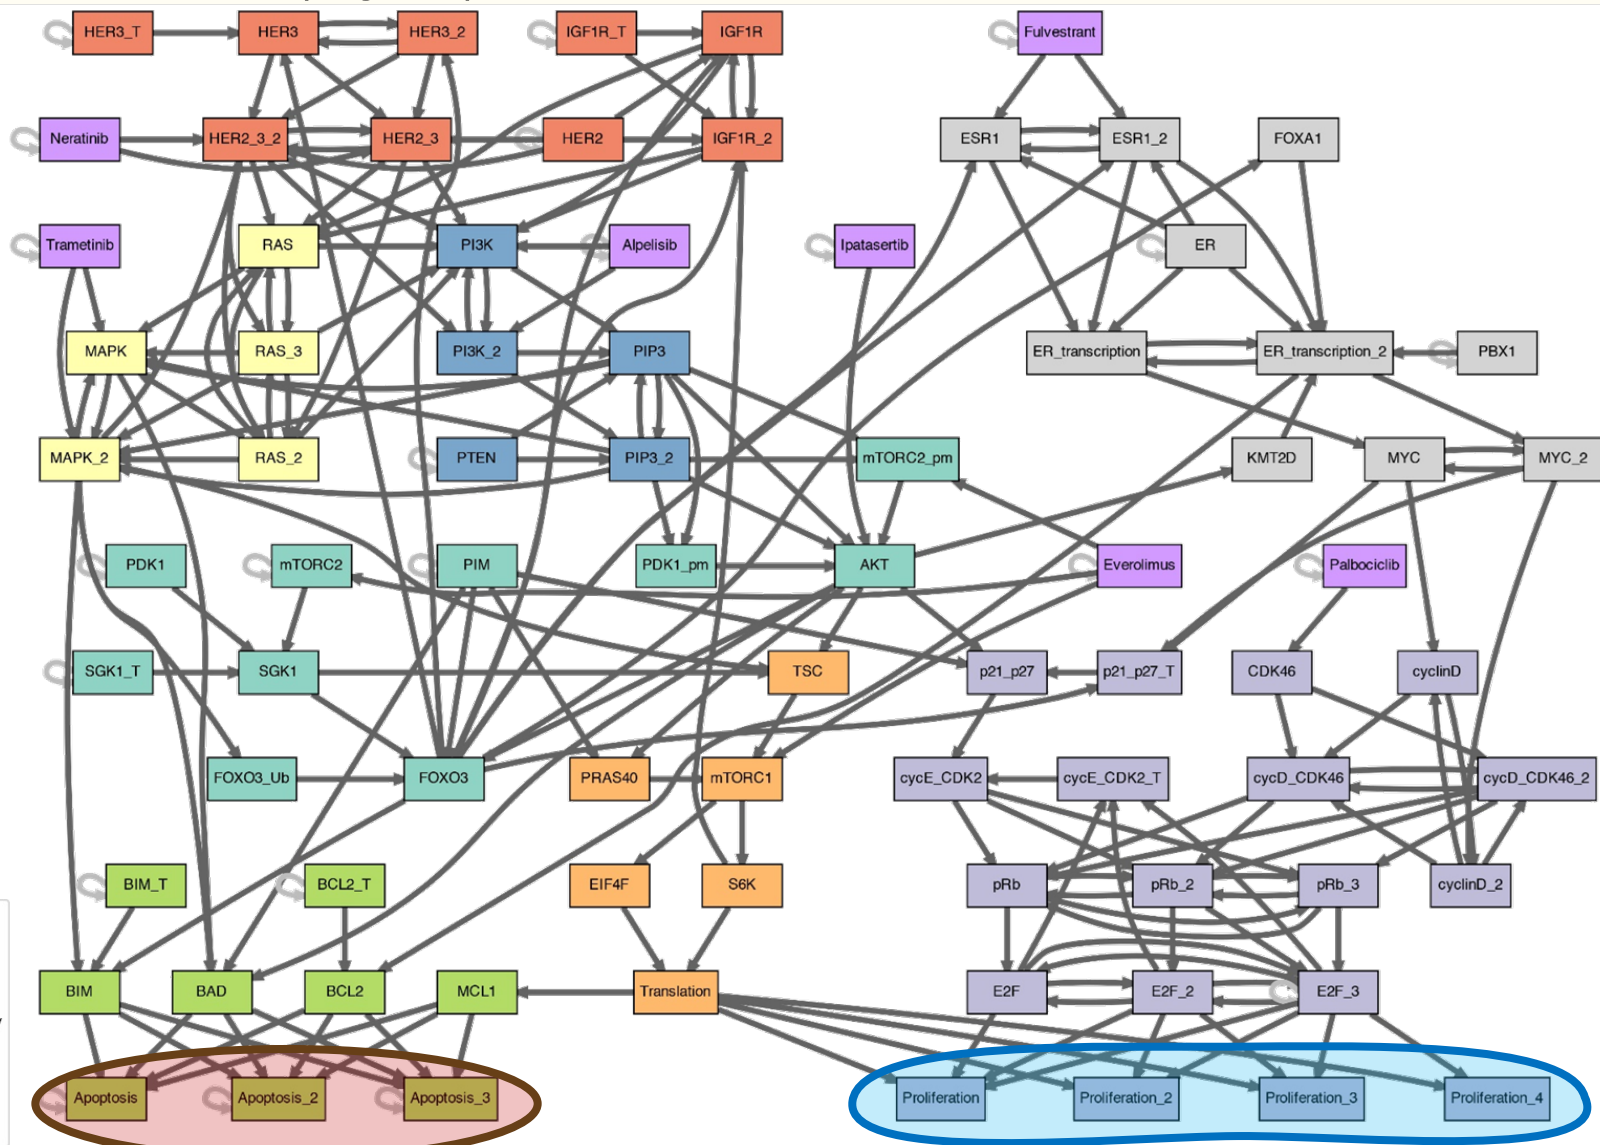 HER3_T
HER3
HER3_2
IGF1R_T
IGF1R
Fulvestrant
Neratinib
HER2_3_2
HER2_3
HER2
IGF1R_2
ESR1
ESR1_2
FOXA1
Trametinib
RAS
PI3K
Alpelisib
Ipatasertib
ER
MAPK
RAS_3
PI3K_2
PIP3
ER_transcription
ER_transcription_2
PBX1
MAPK_2
RAS_2
PTEN
PIP3_2
mTORC2_pm
KMT2D
MYC
MYC_2
PDK1
mTORC2
PIM
PDK1_pm
AKT
Everolimus
Palbociclib
SGK1_T
SGK1
TSC
p21_p27
p21_p27_T
CDK46
cyclinD
FOXO3_Ub
FOXO3
PRAS40
mTORC1
cycE_CDK2
cycE_CDK2_T
cycD_CDK46
cycD_CDK46_2
BIM_T
BCL2_T
EIF4F
S6K
pRb
pRb_2
pRb_3
cyclinD_2
BIM
BAD
BCL2
MCL1
Translation
E2F
E2F_2
E2F_3
Apoptosis
Apoptosis_2
Apoptosis_3
Proliferation
Proliferation_2
Proliferation_3
Proliferation_4